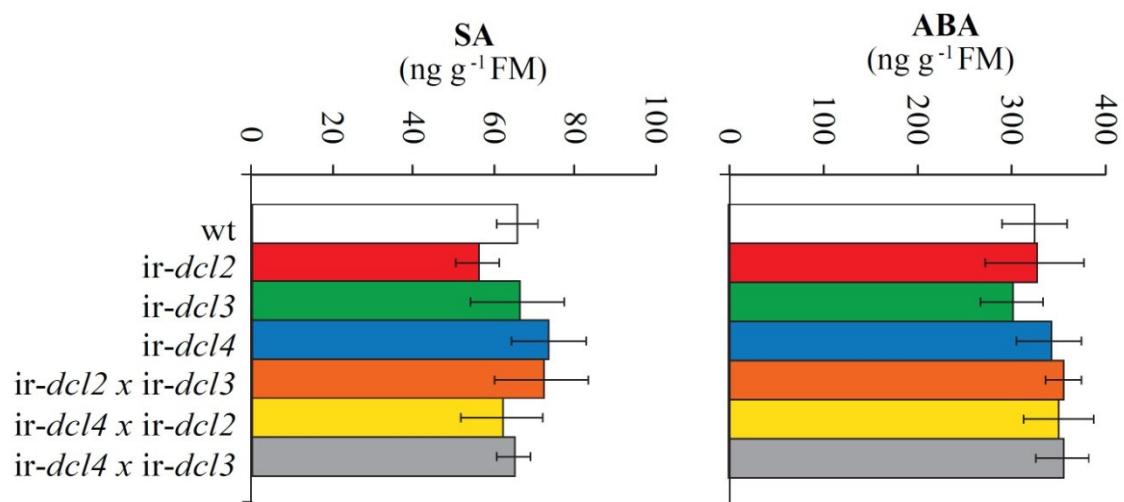 SA
(ng g⁻¹ FM)
0 20 40 60 80 100
ABA
(ng g⁻¹ FM)
0 100 200 300 400
wt
ir-dcl2
ir-dcl3
ir-dcl4
ir-dcl2 x ir-dcl3
ir-dcl4 x ir-dcl2
ir-dcl4 x ir-dcl3